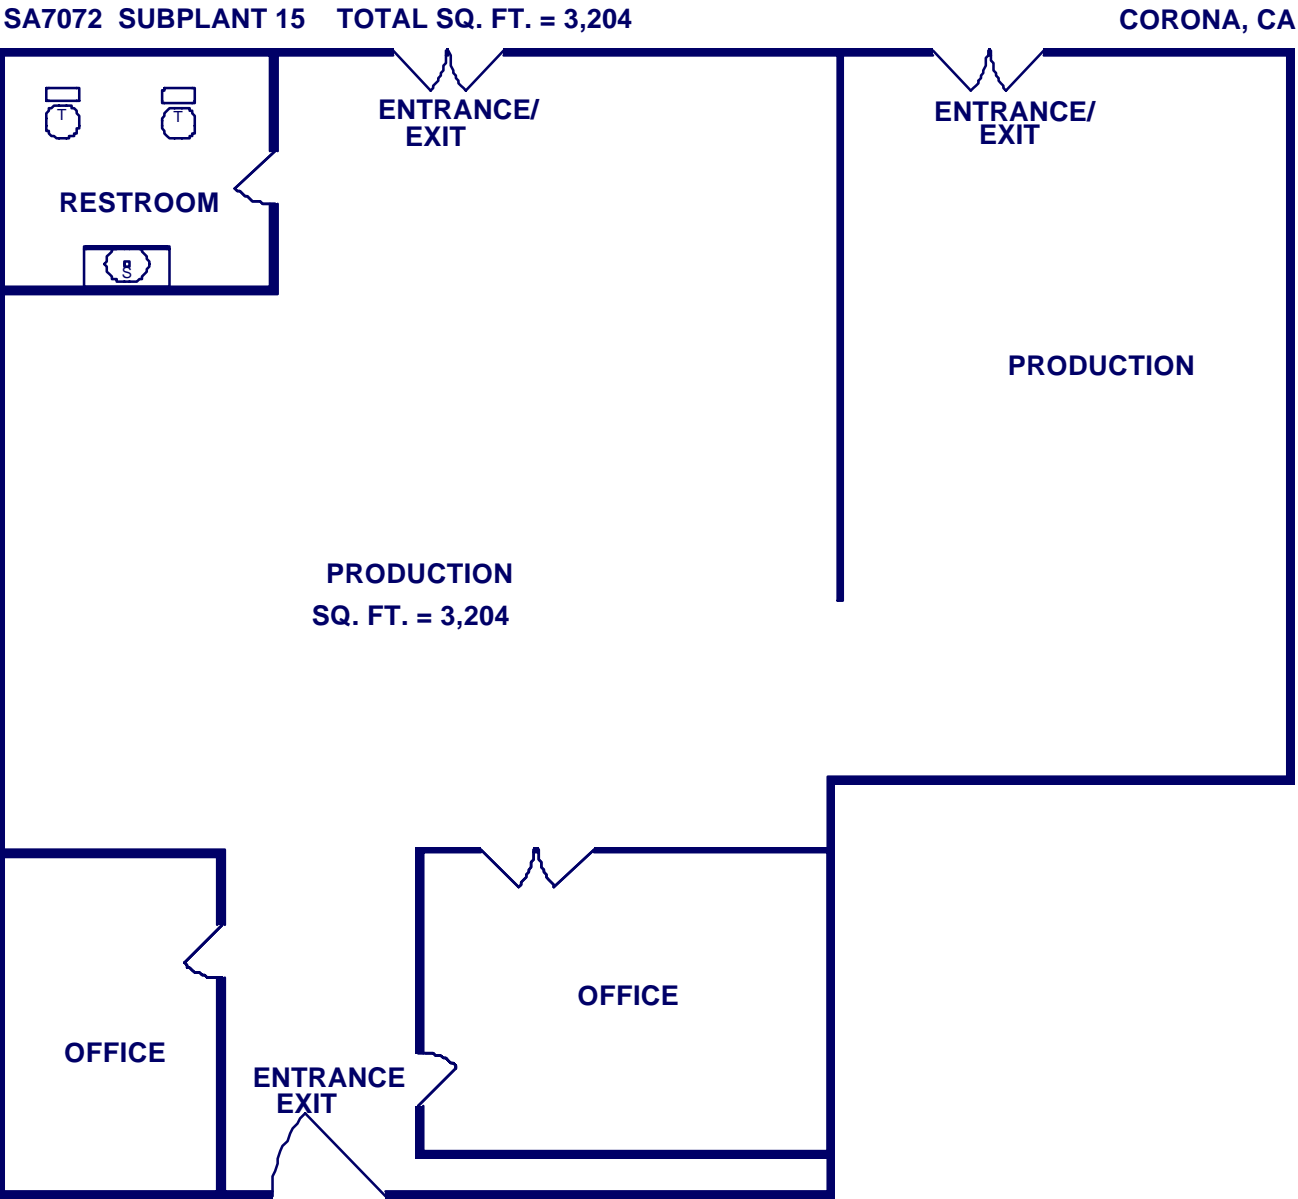 SA7072 SUBPLANT 15 TOTAL SQ. FT. = 3,204
CORONA, CA
ENTRANCE/
EXIT
ENTRANCE/
EXIT
T
T
RESTROOM
S
PRODUCTION
PRODUCTION
SQ. FT. = 3,204
OFFICE
OFFICE
ENTRANCE
EXIT